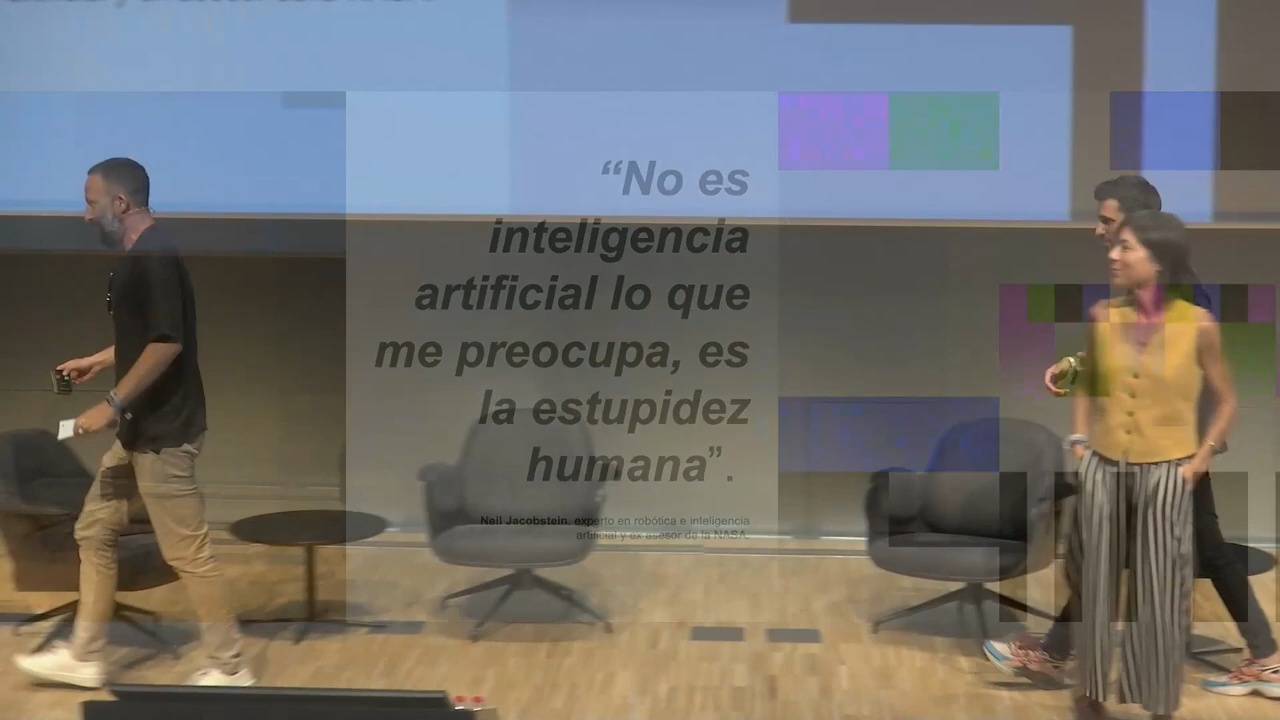 “No es
inteligencia
artificial lo que
me preocupa, es
la estupidez
humana”.
Neil Jacobstein, experto en robótica e inteligencia
artificial y ex asesor de la NASA.